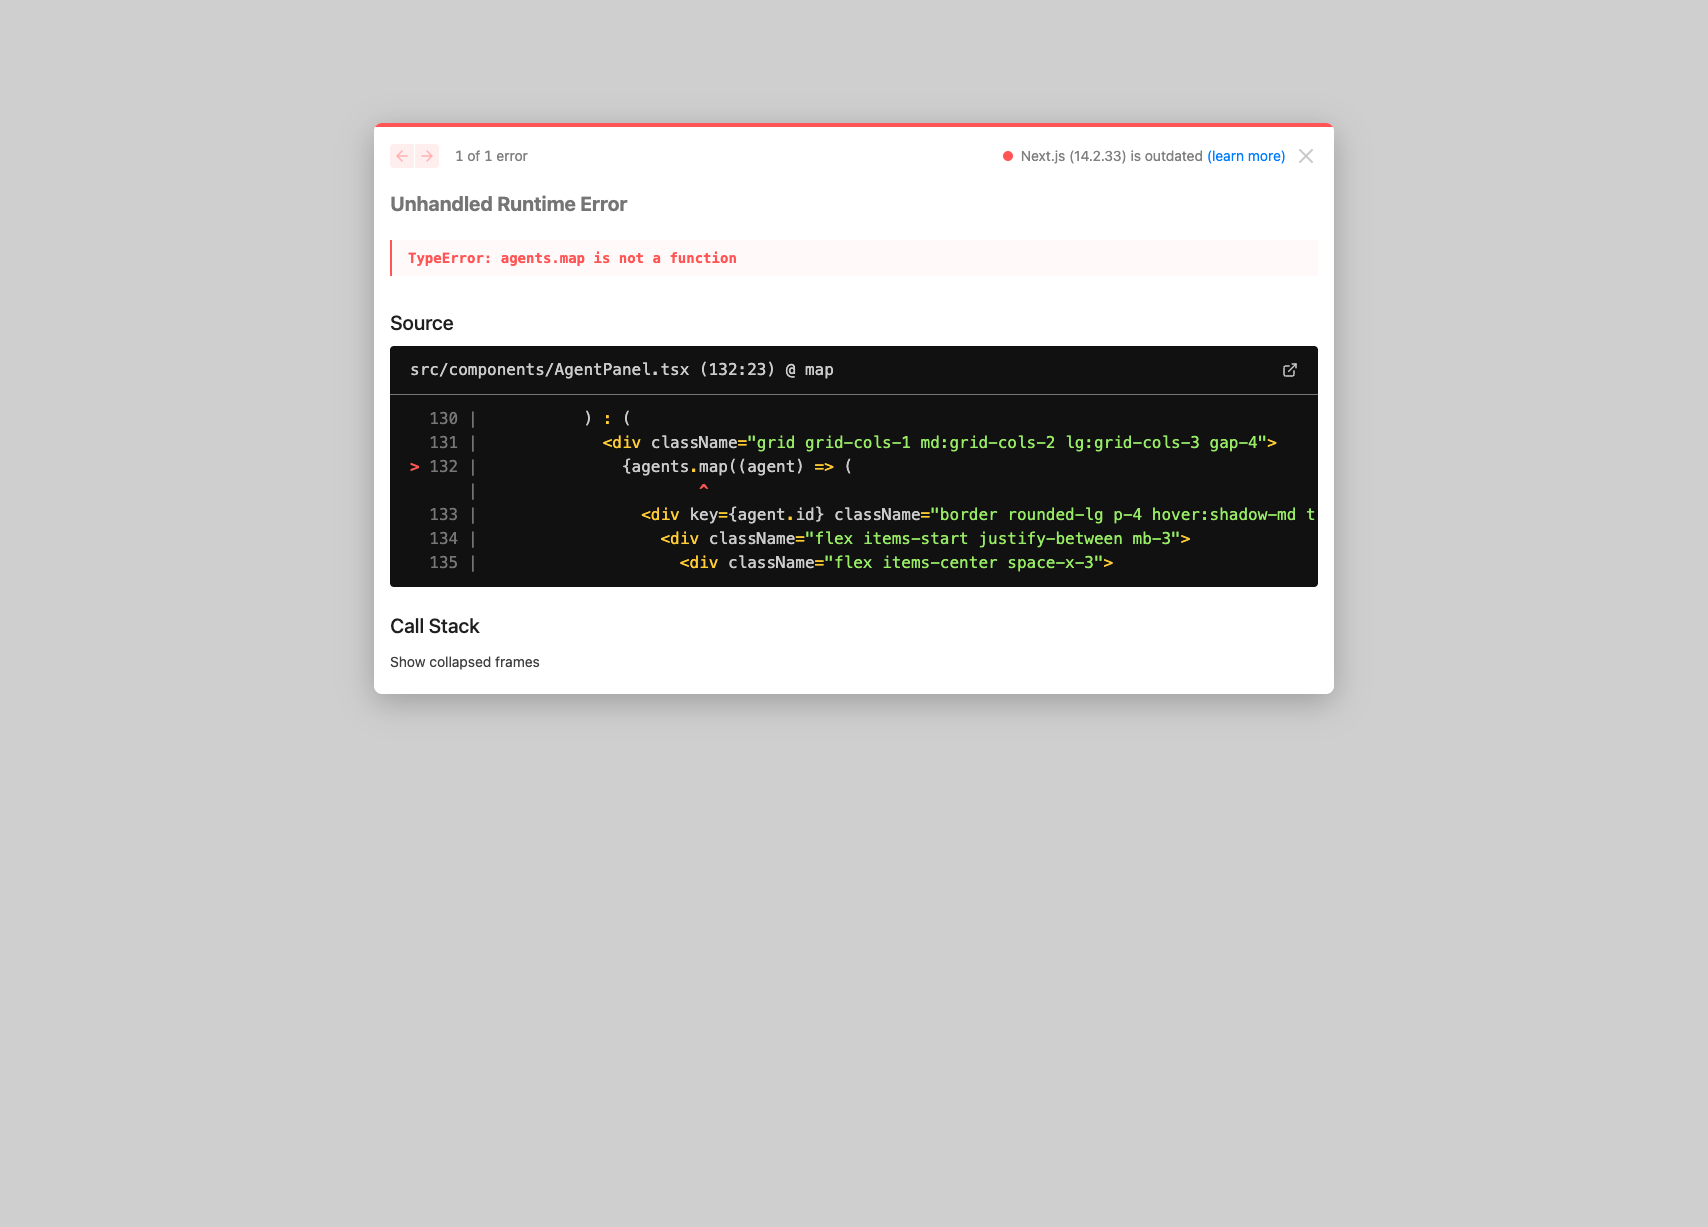 1 of 1 error
Next.js (14.2.33) is outdated (learn more)
Unhandled Runtime Error
TypeError: agents.map is not a function
Source
src/components/AgentPanel.tsx (132:23) @ map
130 | ) : (
131 | <div className="grid grid-cols-1 md:grid-cols-2 lg:grid-cols-3 gap-4">
> 132 | {agents.map((agent) => (
| ^
133 | <div key={agent.id} className="border rounded-lg p-4 hover:shadow-md t
134 | <div className="flex items-start justify-between mb-3">
135 | <div className="flex items-center space-x-3">
Call Stack
Show collapsed frames